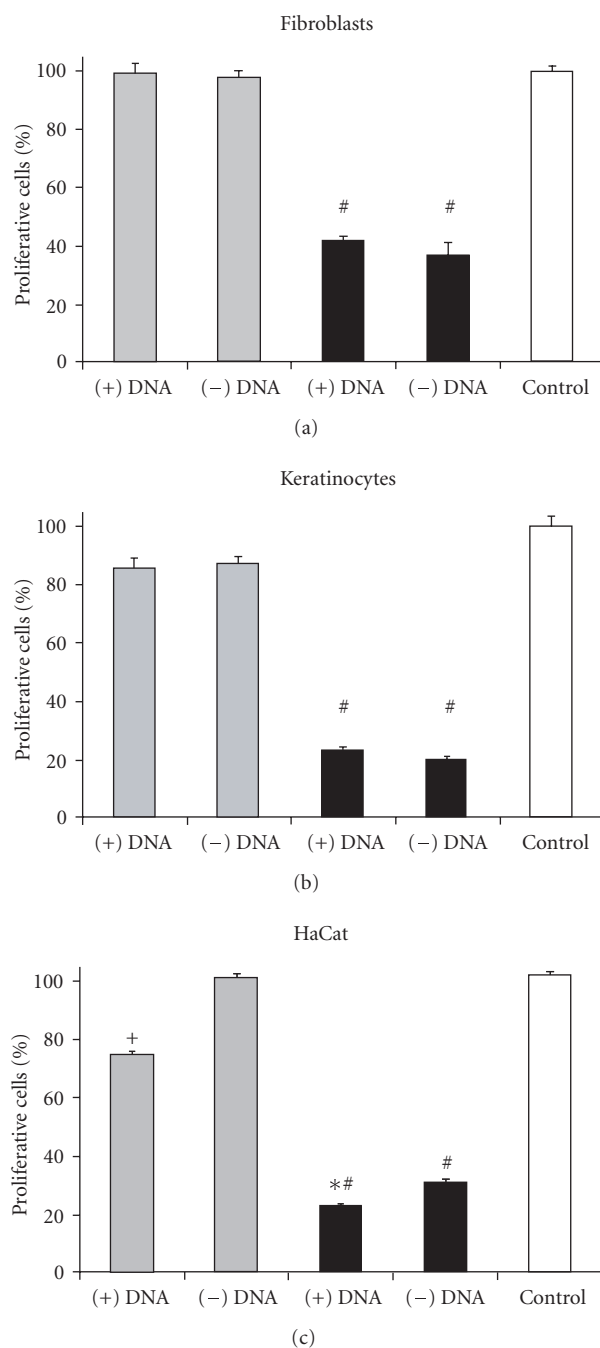 Fibroblasts
Proliferative cells (%)
100
80
60
40
20
0
# #
(+) DNA (−) DNA (+) DNA (−) DNA Control
(a)
Keratinocytes
Proliferative cells (%)
100
80
60
40
20
0
# #
(+) DNA (−) DNA (+) DNA (−) DNA Control
(b)
HaCat
Proliferative cells (%)
100
80
60
40
20
0
+
∗# #
(+) DNA (−) DNA (+) DNA (−) DNA Control
(c)